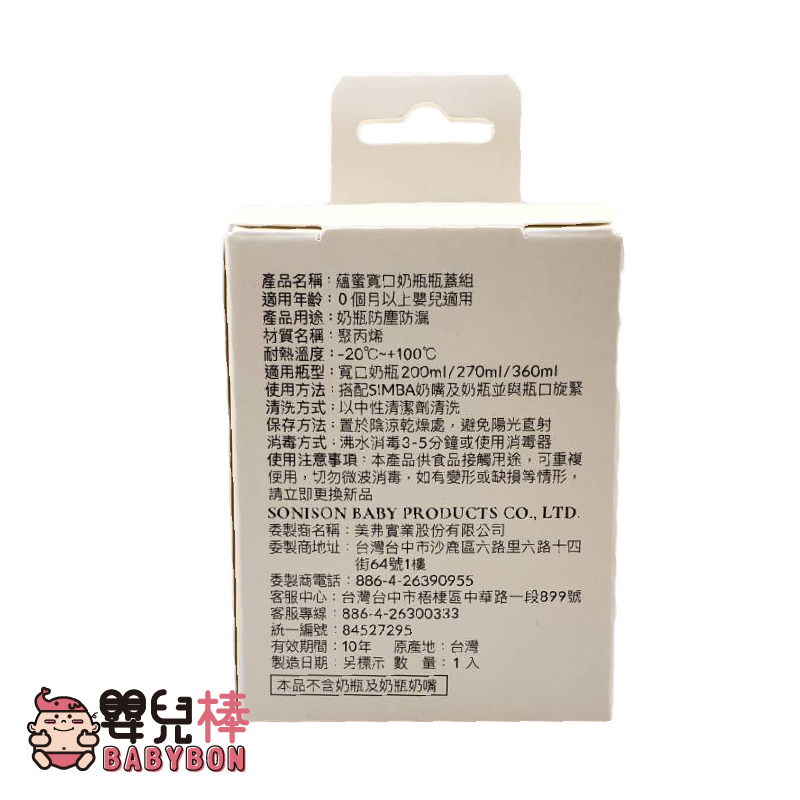 產品名稱：蘊蜜寬口奶瓶瓶蓋組
適用年齡：0個月以上嬰兒適用
產品用途：奶瓶防塵防漏
材質名稱：聚丙烯
耐熱溫度：-20℃~+100℃
適用瓶型：寬口奶瓶200ml/270ml/360ml
使用方法：搭配SIMBA奶嘴及奶瓶並與瓶口旋緊
清洗方式：以中性清潔劑清洗
保存方法：置於陰涼乾燥處，避免陽光直射
消毒方式：沸水消毒3-5分鐘或使用消毒器
使用注意事項：本產品供食品接觸用途，可重複
使用，切勿微波消毒，如有變形或缺損等情形，
請立即更換新品
SONISON BABY PRODUCTS CO., LTD.
委製商名稱：美弗實業股份有限公司
委製商地址：台灣台中市沙鹿區六路里六路十四
街64號1樓
委製商電話：886-4-26390955
客服中心：台灣台中市梧棲區中華路一段899號
客服專線：886-4-26300333
統一編號：84527295
有效期間：10年 原產地：台灣
製造日期：另標示 數 量：1入
本品不含奶瓶及奶瓶奶嘴
嬰兒棒
BABYBON